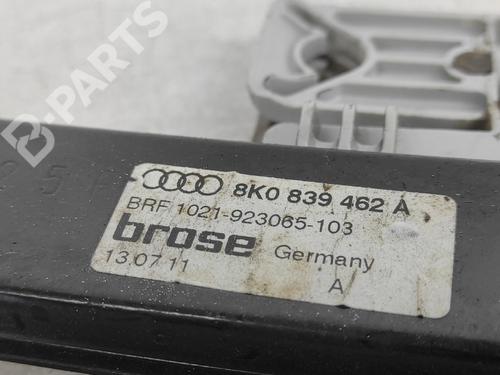 B-PARTS
8K0 839 462 A
BRF 1021-923065-103
brose Germany
13.07.11 A